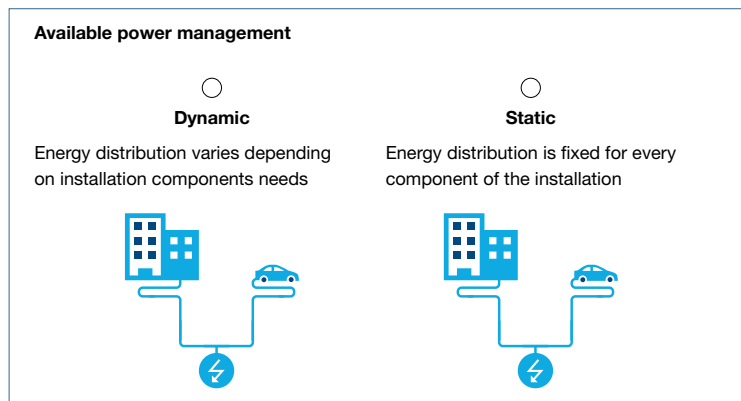 Available power management
Dynamic
Energy distribution varies depending
on installation components needs
Static
Energy distribution is fixed for every
component of the installation